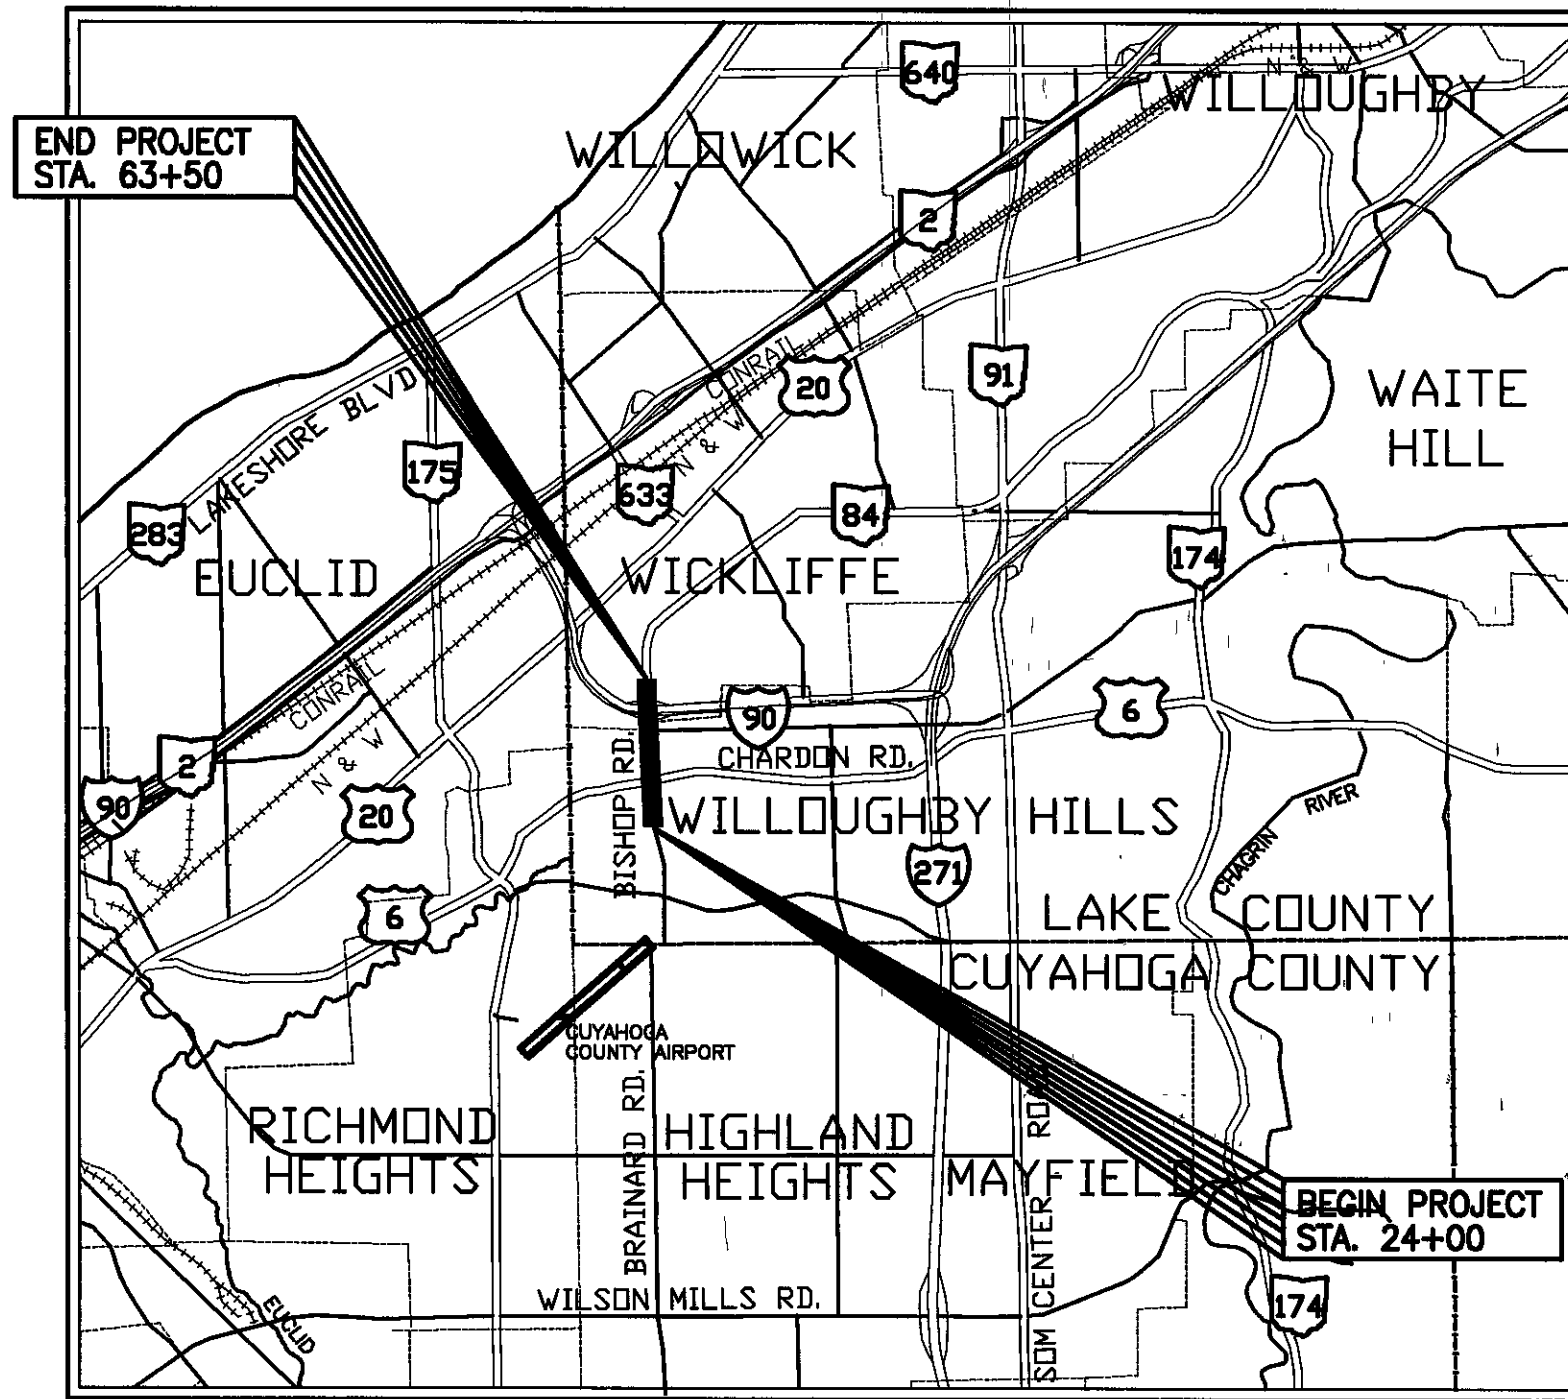 640
N & W
WILLOUGHBY
END PROJECT
STA. 63+50
WILLOWICK
2
CONRAIL
20
91
WAITE
HILL
LAKESHORE BLVD
175
N & W
633
283
84
174
EUCLID
WICKLIFFE
CONRAIL
90
6
2
N & W
BISHOP RD.
CHARDON RD.
90
20
RIVER
CHAGRIN
WILLOUGHBY HILLS
271
6
LAKE COUNTY
CUYAHOGA COUNTY
CUYAHOGA
COUNTY AIRPORT
RICHMOND
HEIGHTS
BRAINARD RD.
HIGHLAND
HEIGHTS
MAYFIELD
BEGIN PROJECT
STA. 24+00
SOM CENTER ROAD
WILSON MILLS RD.
EUCLID
174